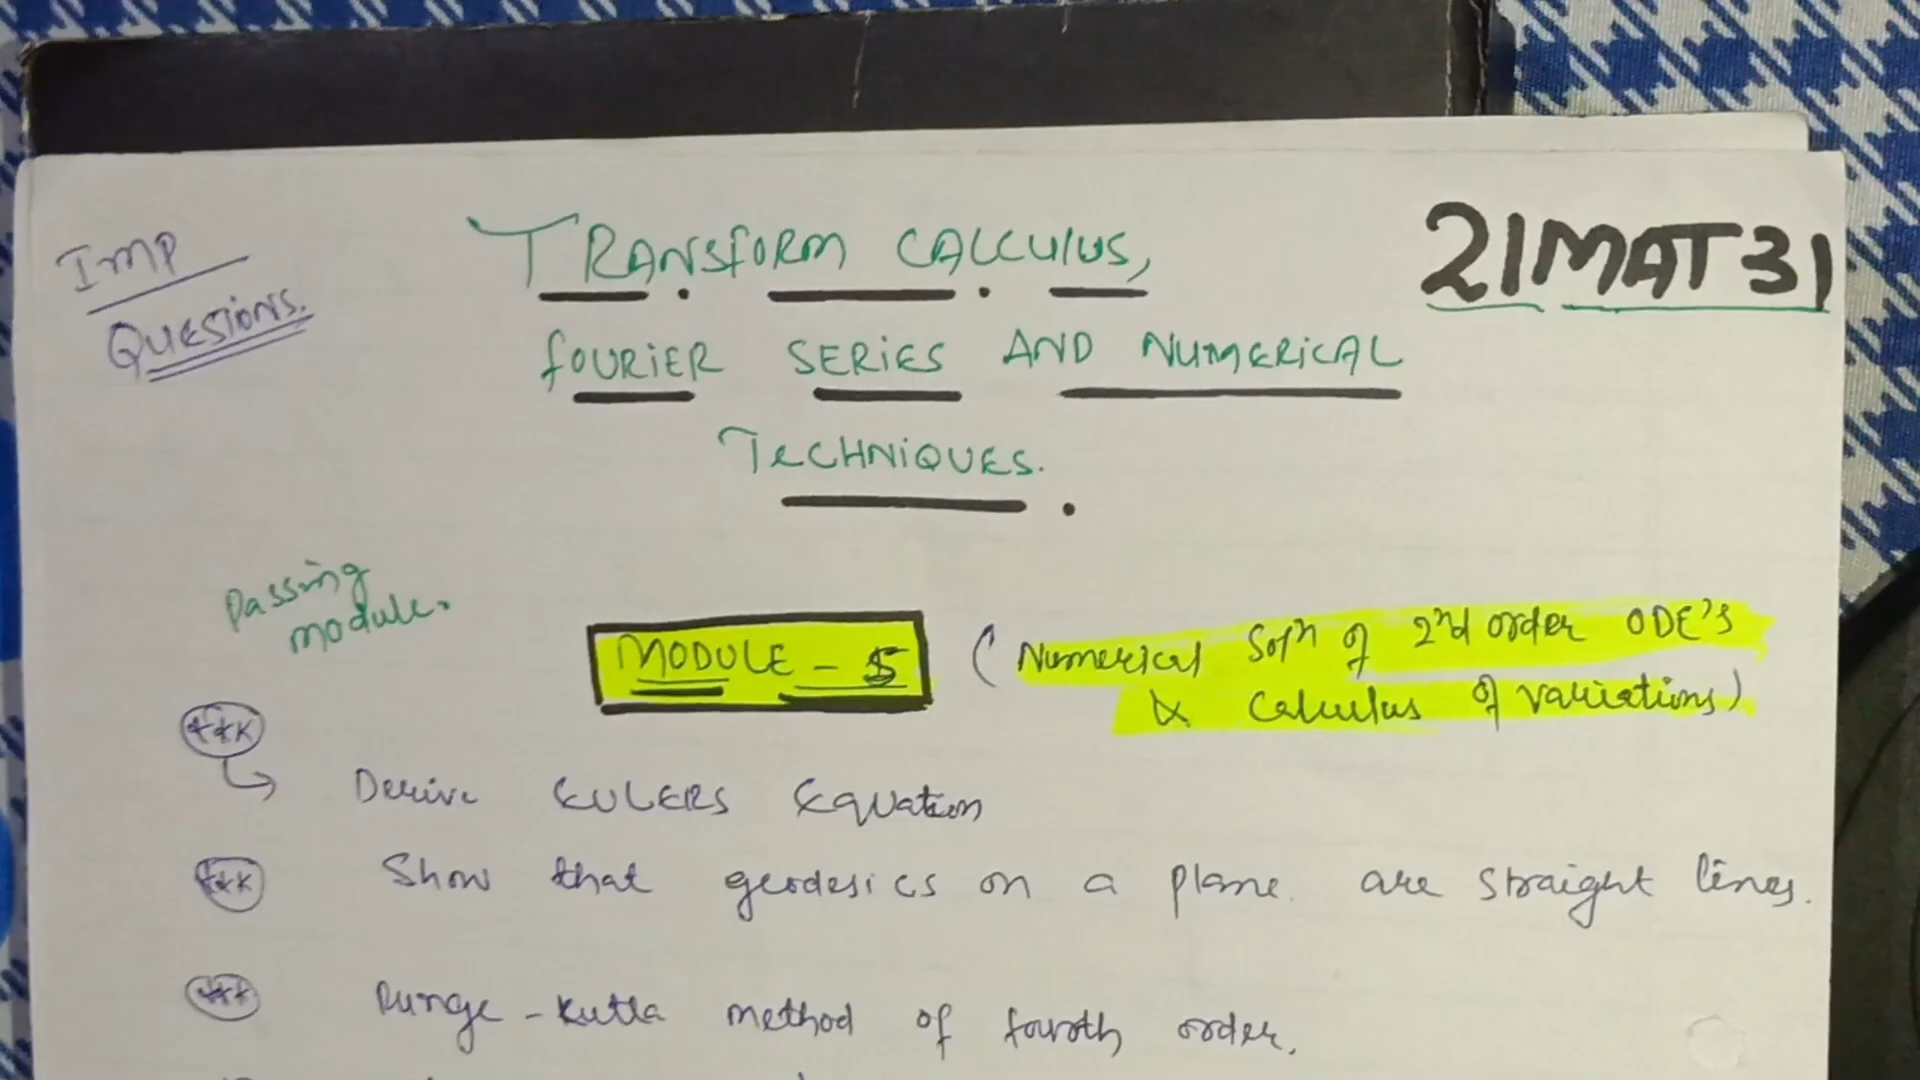 Imp
QUESTIONS.
TRANSFORM CALCULUS,
21MAT31
FOURIER SERIES AND NUMERICAL
TECHNIQUES.
Passing
module.
MODULE - 5
(Numerical Solⁿ of 2nd order ODE's
& Calculus of variations)
***
Derive EULERS Equation
***
Show that geodesics on a plane. are straight lines.
***
Runge - Kutta method of fourth order.